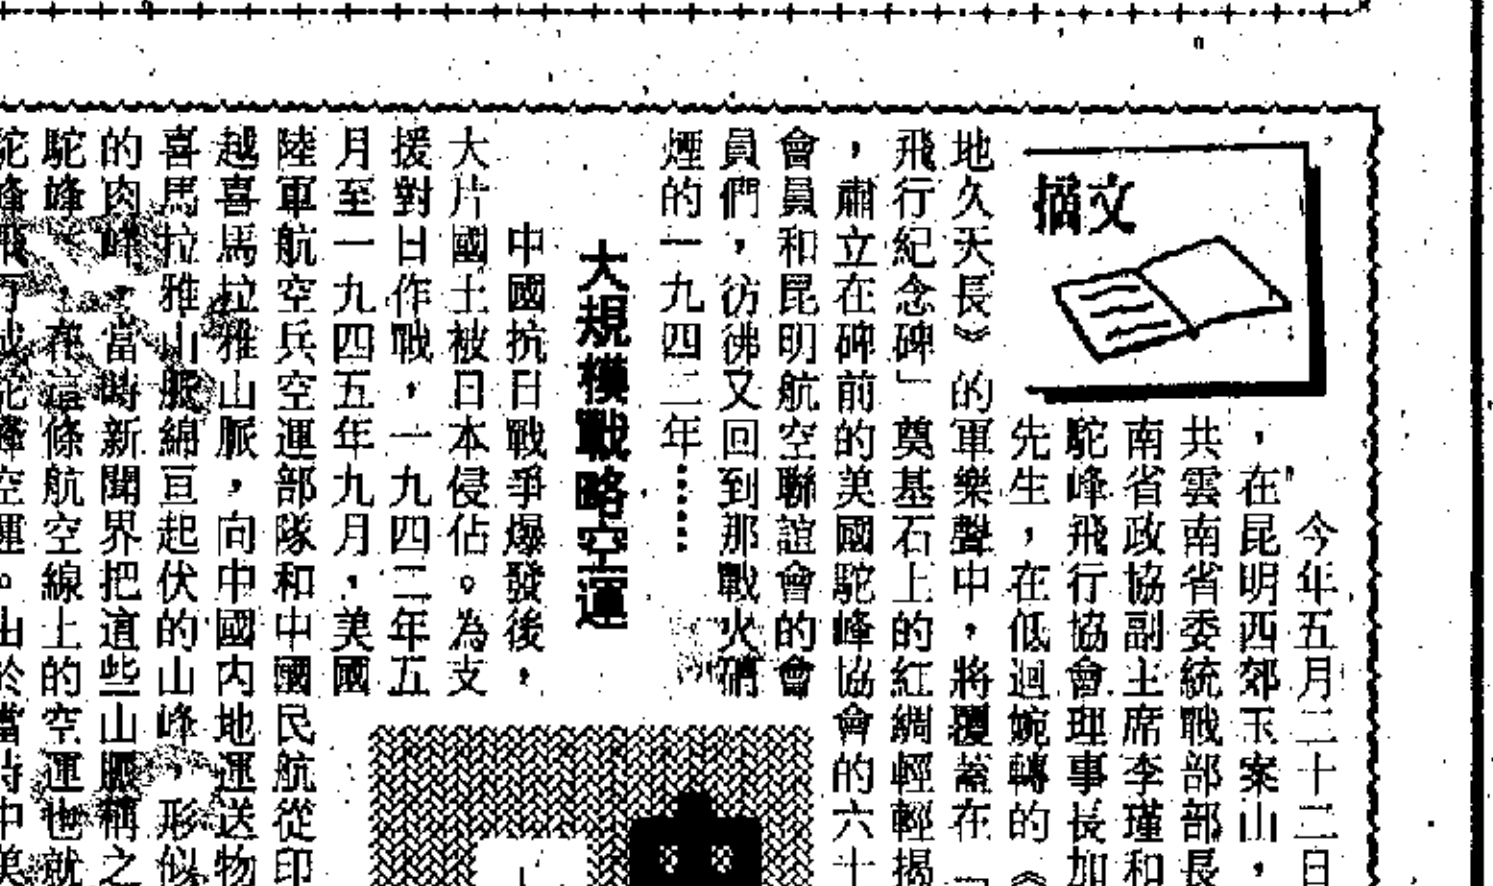 文摘
今年五月二十二日
，在昆明西郊玉案山，
共雲南省委統戰部部長
南省政協副主席李瑾和
駝峰飛行協會理事長加
先生，在低迴婉轉的《
地久天長》的軍樂聲中，將覆蓋在「
飛行紀念碑」奠基石上的紅綢輕輕揭
，肅立在碑前的美國駝峰協會的六十
會員和昆明航空聯誼會的會
員們，彷彿又回到那戰火硝
煙的一九四二年……
大規模戰略空運
中國抗日戰爭爆發後，
大片國土被日本侵佔。為支
援對日作戰，一九四二年五
月至一九四五年九月，美國
陸軍航空兵空運部隊和中國民航從印
越喜馬拉雅山脈，向中國內地運送物
喜馬拉雅山脈綿亘起伏的山峰，形似
的肉峰，當時新聞界把這些山脈稱之
駝峰，在這條航空線上的空運也就
駝峰飛行或駝峰空運。由於當時中美